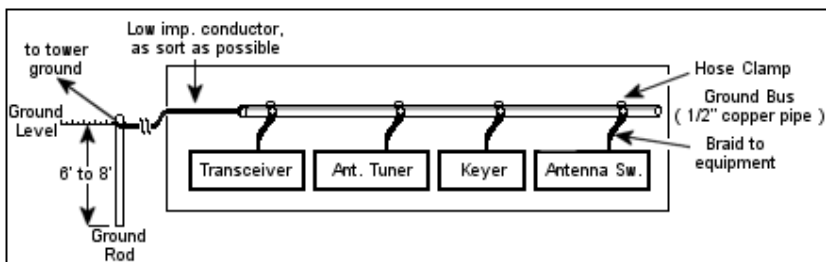 Low imp. conductor,
as sort as possible
to tower
ground
Hose Clamp
Ground
Level
Ground Bus
( 1/2" copper pipe )
Braid to
equipment
Transceiver
Ant. Tuner
Keyer
Antenna Sw.
6' to 8'
Ground
Rod